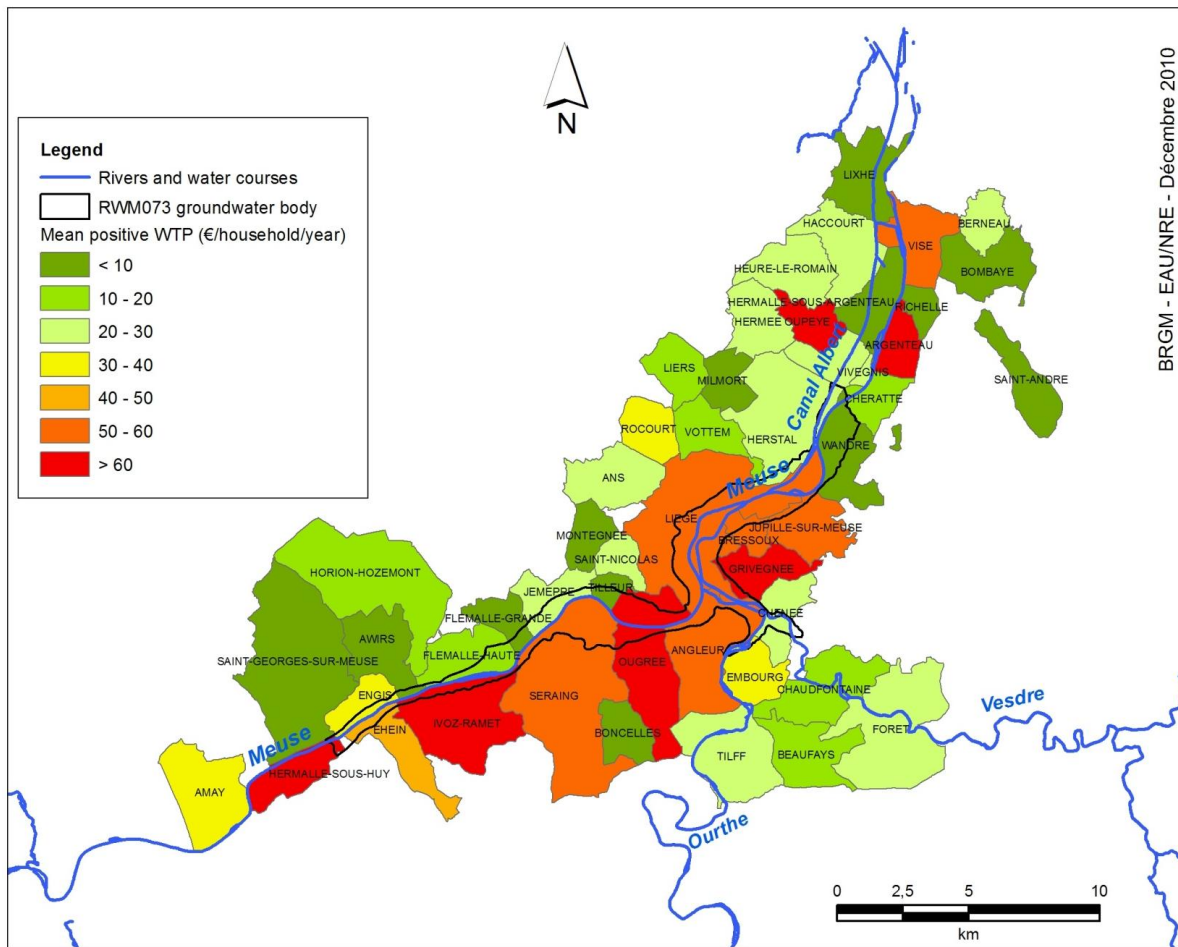 BRGM - EAU/NRE - Décembre 2010
N
Legend
Rivers and water courses
RWM073 groundwater body
Mean positive WTP (€/household/year)
< 10
10 - 20
20 - 30
30 - 40
40 - 50
50 - 60
> 60
LIXHE
HACCOURT
VISE
BERNEAU
BOMBAYE
HEURE-LE-ROMAIN
HERMALLE-SOUS-ARGENTEAU
RICHELLE
HERMEE
OUPEYE
ARGENTEAU
Canal Albert
VIVEGNIS
SAINT-ANDRE
LIERS
MILMORT
CHERATTE
ROCOURT
VOTTEM
HERSTAL
WANDRE
ANS
Meuse
LIEGE
JUPILLE-SUR-MEUSE
BRESSOUX
MONTEGNÉE
SAINT-NICOLAS
GRIVEGNEE
HORION-HOZEMONT
JEMEPPE
TILLEUR
CHENEE
FLÉMALLE-GRANDE
AWIRS
SAINT-GEORGES-SUR-MEUSE
FLEMALLE-HAUTE
OUGREE
ANGLEUR
EMBOURG
CHAUDFONTAINE
ENGIS
SERAING
Vesdre
IVOZ-RAMET
EHEIN
BONCELLES
FORET
Meuse
TILFF
BEAUFAYS
HERMALLE-SOUS-HUY
AMAY
Ourthe
0 2,5 5 10
km